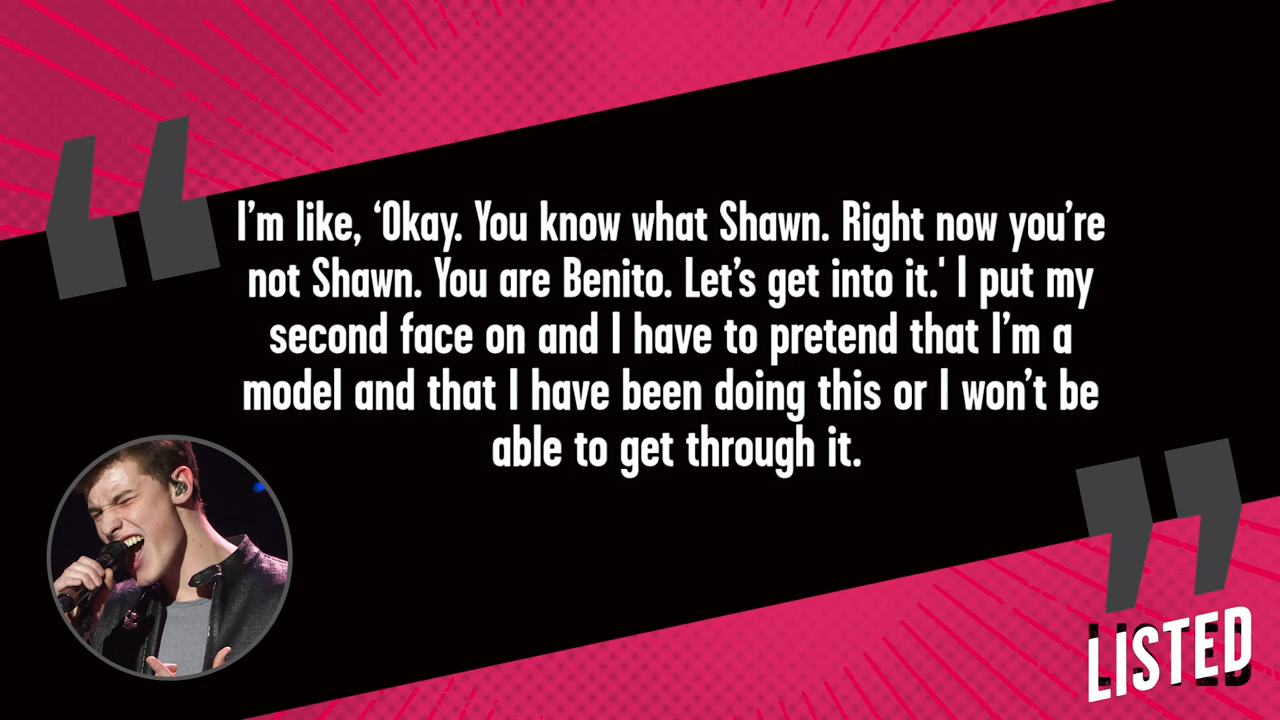 I’m like, ‘Okay. You know what Shawn. Right now you’re
not Shawn. You are Benito. Let’s get into it.' I put my
second face on and I have to pretend that I’m a
model and that I have been doing this or I won’t be
able to get through it.
LISTED